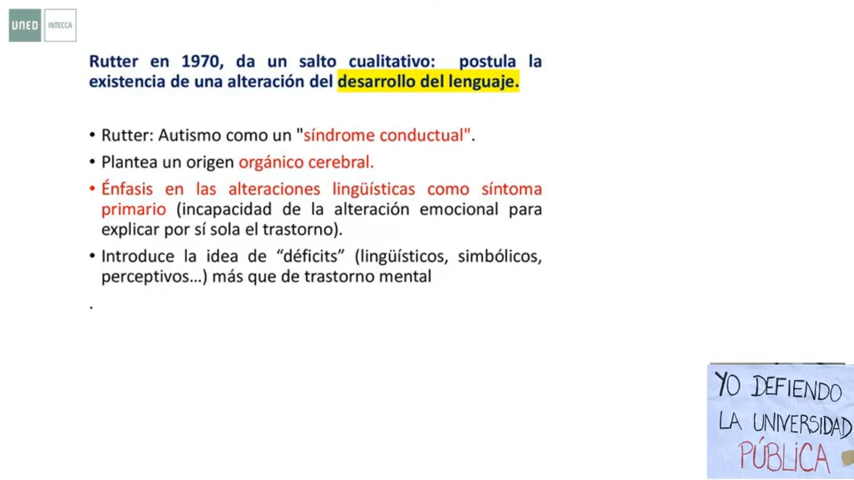 UNED
INTECCA
Rutter en 1970, da un salto cualitativo: postula la
existencia de una alteración del desarrollo del lenguaje.
• Rutter: Autismo como un "síndrome conductual".
• Plantea un origen orgánico cerebral.
• Énfasis en las alteraciones lingüísticas como síntoma
primario (incapacidad de la alteración emocional para
explicar por sí sola el trastorno).
• Introduce la idea de “déficits” (lingüísticos, simbólicos,
perceptivos…) más que de trastorno mental
.
YO DEFIENDO
LA UNIVERSIDAD
PÚBLICA